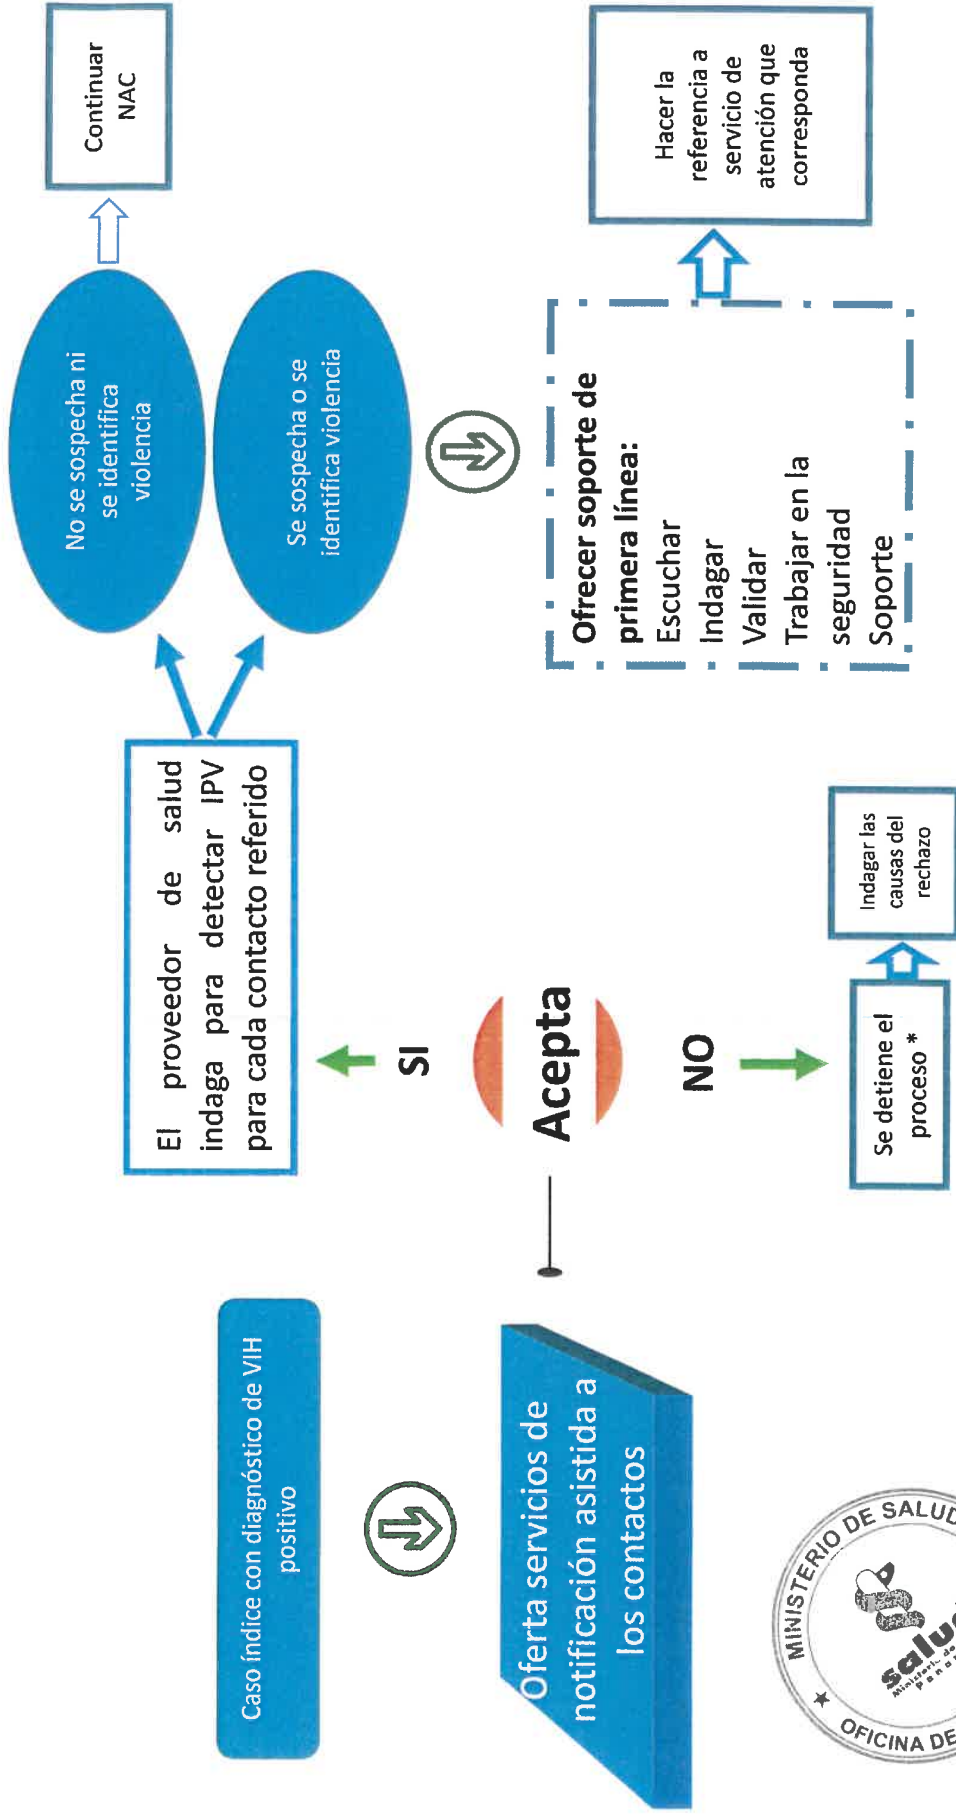 Caso índice con diagnóstico de VIH
positivo
Oferta servicios de
notificación asistida a
los contactos
Acepta
SI
El proveedor de salud
indaga para detectar IPV
para cada contacto referido
No se sospecha ni
se identifica
violencia
Continuar
NAC
Se sospecha o se
identifica violencia
Ofrecer soporte de
primera línea:
Escuchar
Indagar
Validar
Trabajar en la
seguridad
Soporte
Hacer la
referencia a
servicio de
atención que
corresponda
NO
Se detiene el
proceso *
Indagar las
causas del
rechazo
MINISTERIO DE SALUD
★ OFICINA DE